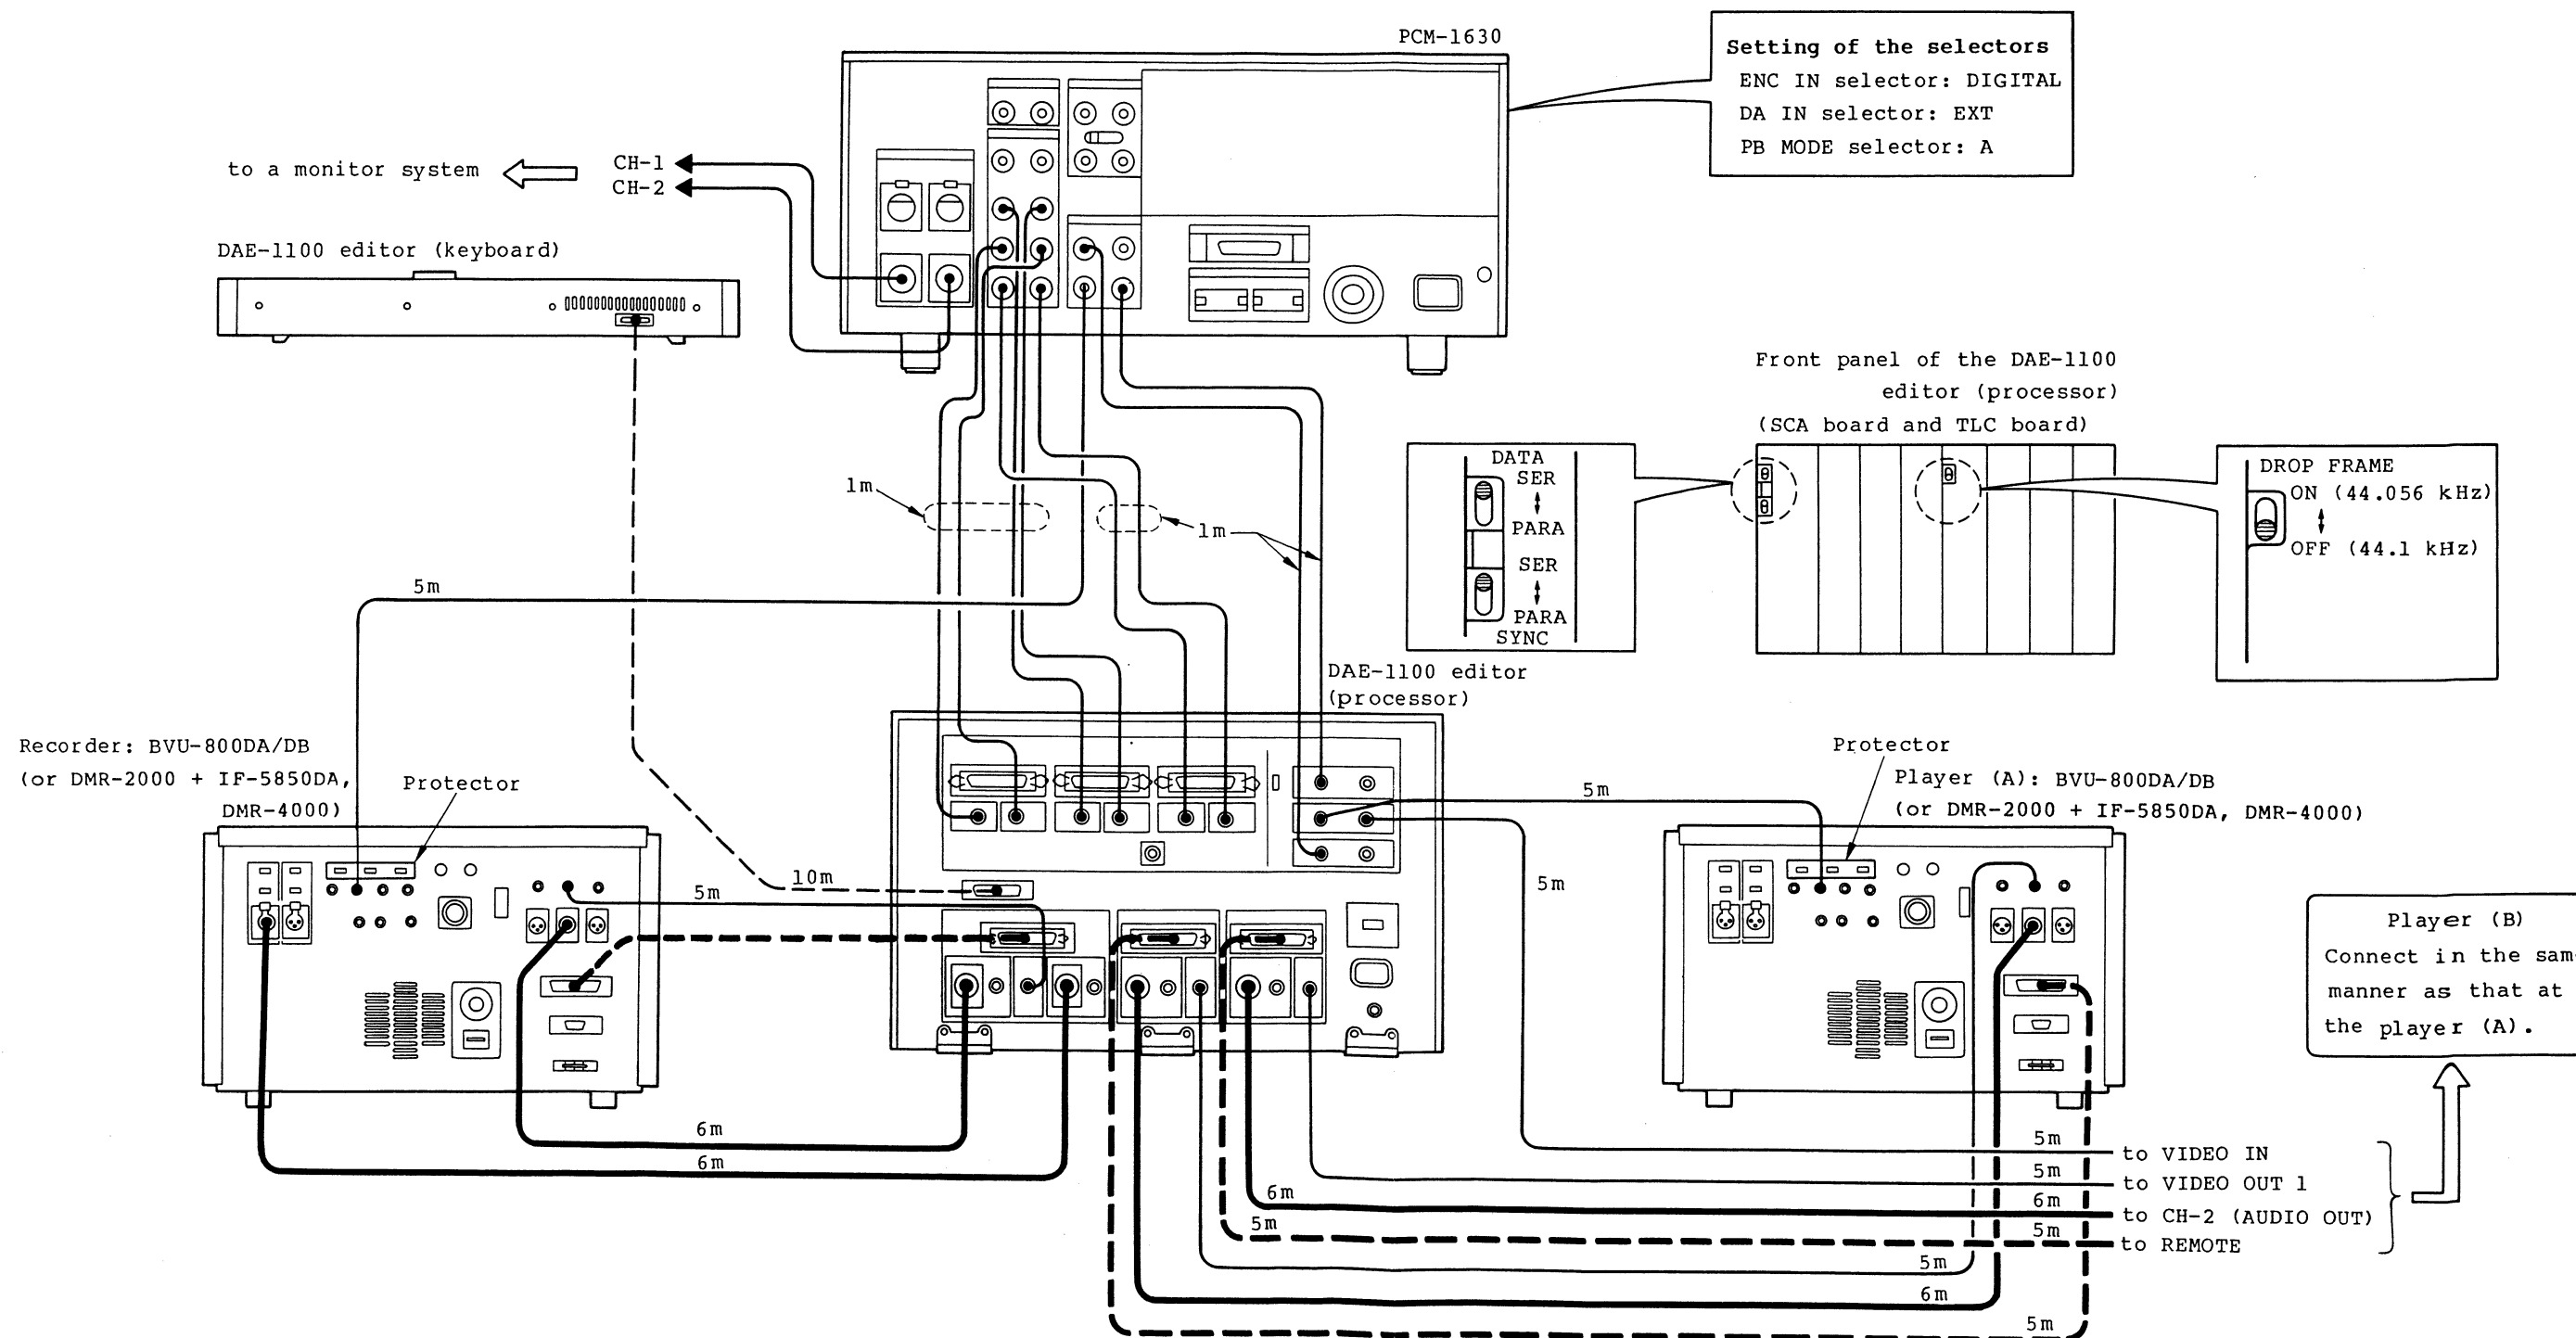 PCM-1630
Setting of the selectors
ENC IN selector: DIGITAL
DA IN selector: EXT
PB MODE selector: A
to a monitor system
CH-1
CH-2
DAE-1100 editor (keyboard)
Front panel of the DAE-1100
editor (processor)
(SCA board and TLC board)
DATA
SER
PARA
SER
PARA
SYNC
DROP FRAME
ON (44.056 kHz)
OFF (44.1 kHz)
1m
1m
5m
DAE-1100 editor
(processor)
Recorder: BVU-800DA/DB
(or DMR-2000 + IF-5850DA,
DMR-4000)
Protector
Protector
Player (A): BVU-800DA/DB
(or DMR-2000 + IF-5850DA, DMR-4000)
5m
10m
5m
5m
Player (B)
Connect in the sam
manner as that at
the player (A).
6m
6m
5m
to VIDEO IN
5m
to VIDEO OUT 1
6m
6m
to CH-2 (AUDIO OUT)
5m
5m
to REMOTE
5m
6m
5m